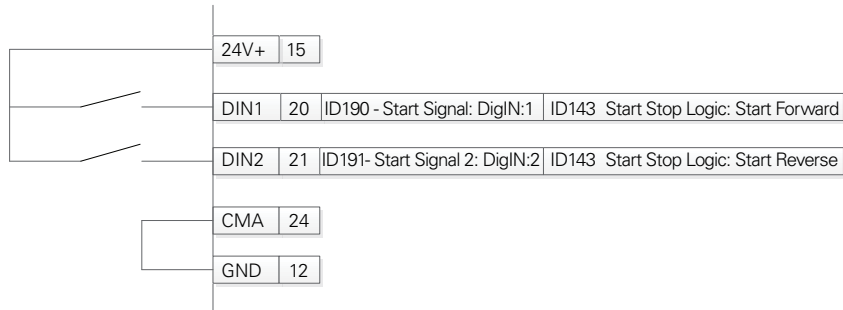 24V+ 15
DIN1 20 ID190 - Start Signal: DigIN:1 ID143 Start Stop Logic: Start Forward
DIN2 21 ID191- Start Signal 2: DigIN:2 ID143 Start Stop Logic: Start Reverse
CMA 24
GND 12